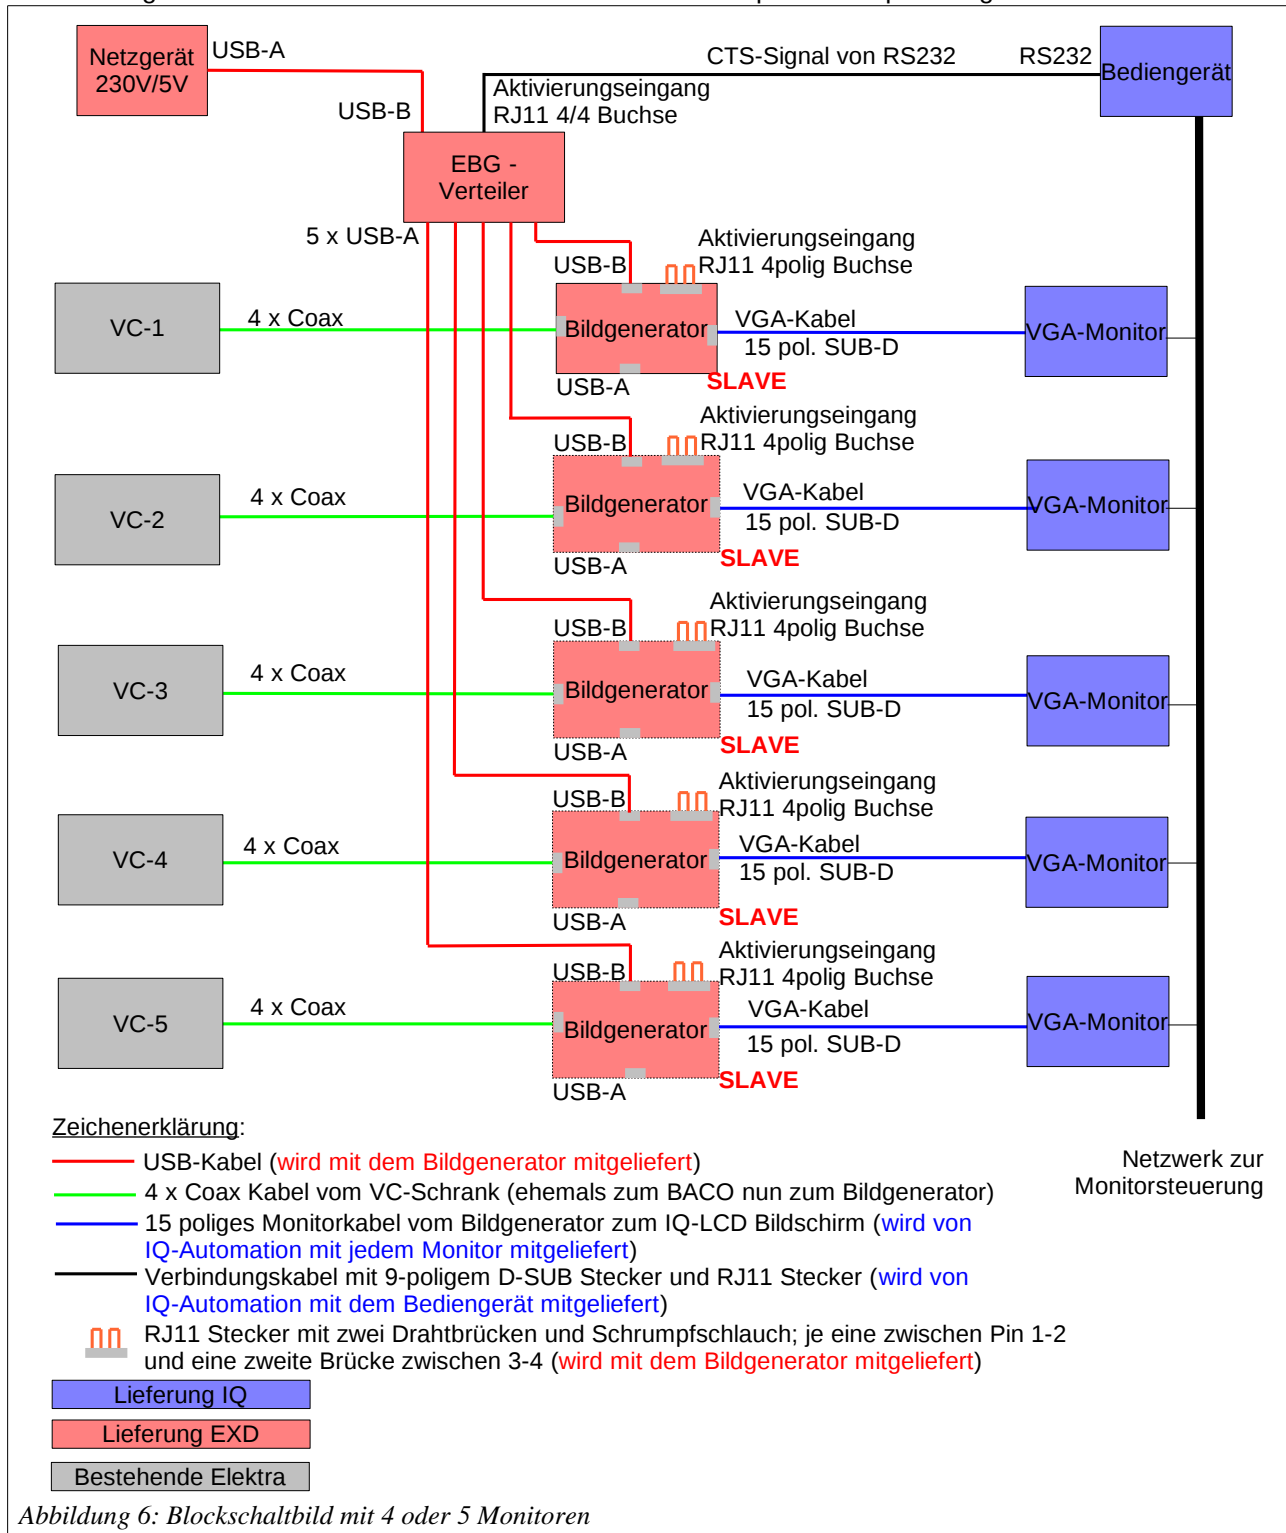 Netzgerät
230V/5V
USB-A
CTS-Signal von RS232
RS232
Bediengerät
USB-B
Aktivierungseingang
RJ11 4/4 Buchse
EBG -
Verteiler
5 x USB-A
Aktivierungseingang
RJ11 4polig Buchse
USB-B
VC-1
4 x Coax
Bildgenerator
VGA-Kabel
15 pol. SUB-D
VGA-Monitor
USB-A
SLAVE
Aktivierungseingang
RJ11 4polig Buchse
USB-B
VC-2
4 x Coax
Bildgenerator
VGA-Kabel
15 pol. SUB-D
VGA-Monitor
USB-A
SLAVE
Aktivierungseingang
RJ11 4polig Buchse
USB-B
VC-3
4 x Coax
Bildgenerator
VGA-Kabel
15 pol. SUB-D
VGA-Monitor
USB-A
SLAVE
Aktivierungseingang
RJ11 4polig Buchse
USB-B
VC-4
4 x Coax
Bildgenerator
VGA-Kabel
15 pol. SUB-D
VGA-Monitor
USB-A
SLAVE
Aktivierungseingang
RJ11 4polig Buchse
USB-B
VC-5
4 x Coax
Bildgenerator
VGA-Kabel
15 pol. SUB-D
VGA-Monitor
USB-A
SLAVE
Zeichenerklärung:
USB-Kabel (wird mit dem Bildgenerator mitgeliefert)
Netzwerk zur
Monitorsteuerung
4 x Coax Kabel vom VC-Schrank (ehemals zum BACO nun zum Bildgenerator)
15 poliges Monitorkabel vom Bildgenerator zum IQ-LCD Bildschirm (wird von
IQ-Automation mit jedem Monitor mitgeliefert)
Verbindungskabel mit 9-poligem D-SUB Stecker und RJ11 Stecker (wird von
IQ-Automation mit dem Bediengerät mitgeliefert)
RJ11 Stecker mit zwei Drahtbrücken und Schrumpfschlauch; je eine zwischen Pin 1-2
und eine zweite Brücke zwischen 3-4 (wird mit dem Bildgenerator mitgeliefert)
Lieferung IQ
Lieferung EXD
Bestehende Elektra
Abbildung 6: Blockschaltbild mit 4 oder 5 Monitoren